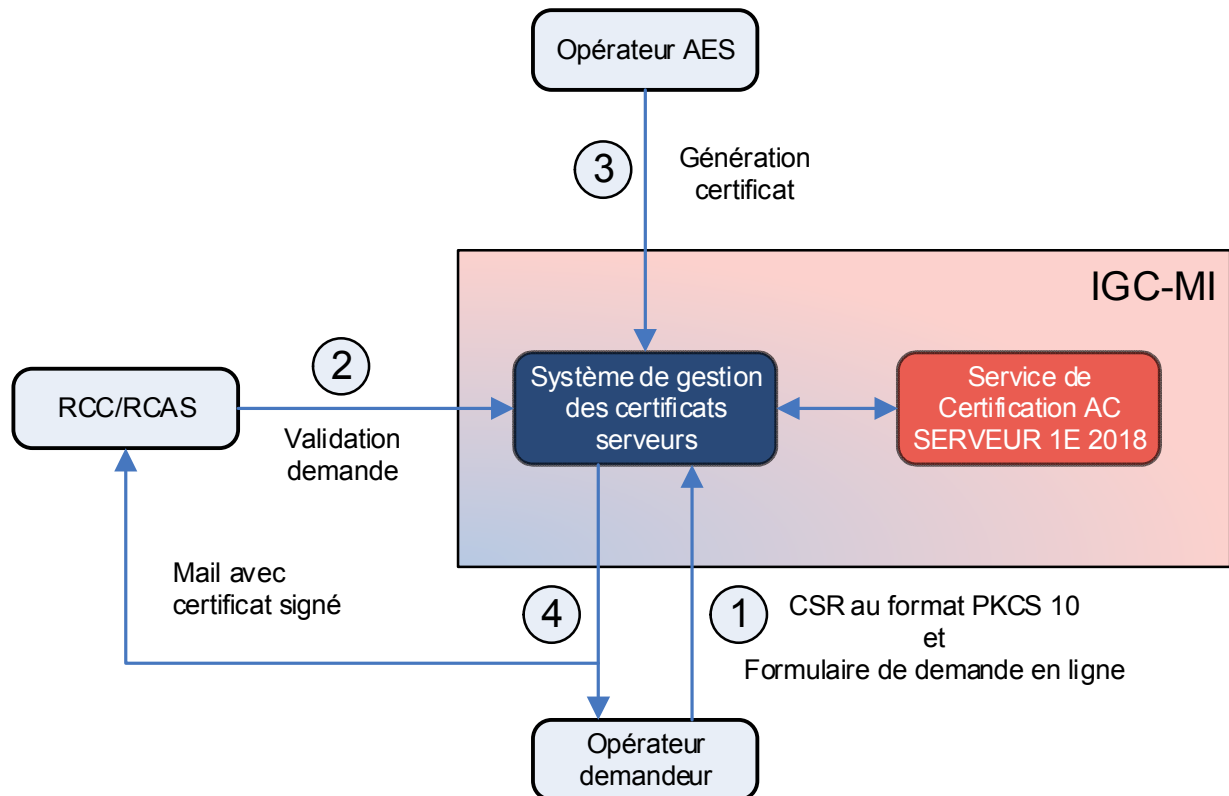 Opérateur AES
3
Génération
certificat
IGC-MI
2
RCC/RCAS
Validation
demande
Système de gestion
des certificats
serveurs
Service de
Certification AC
SERVEUR 1E 2018
Mail avec
certificat signé
4
1
CSR au format PKCS 10
et
Formulaire de demande en ligne
Opérateur
demandeur